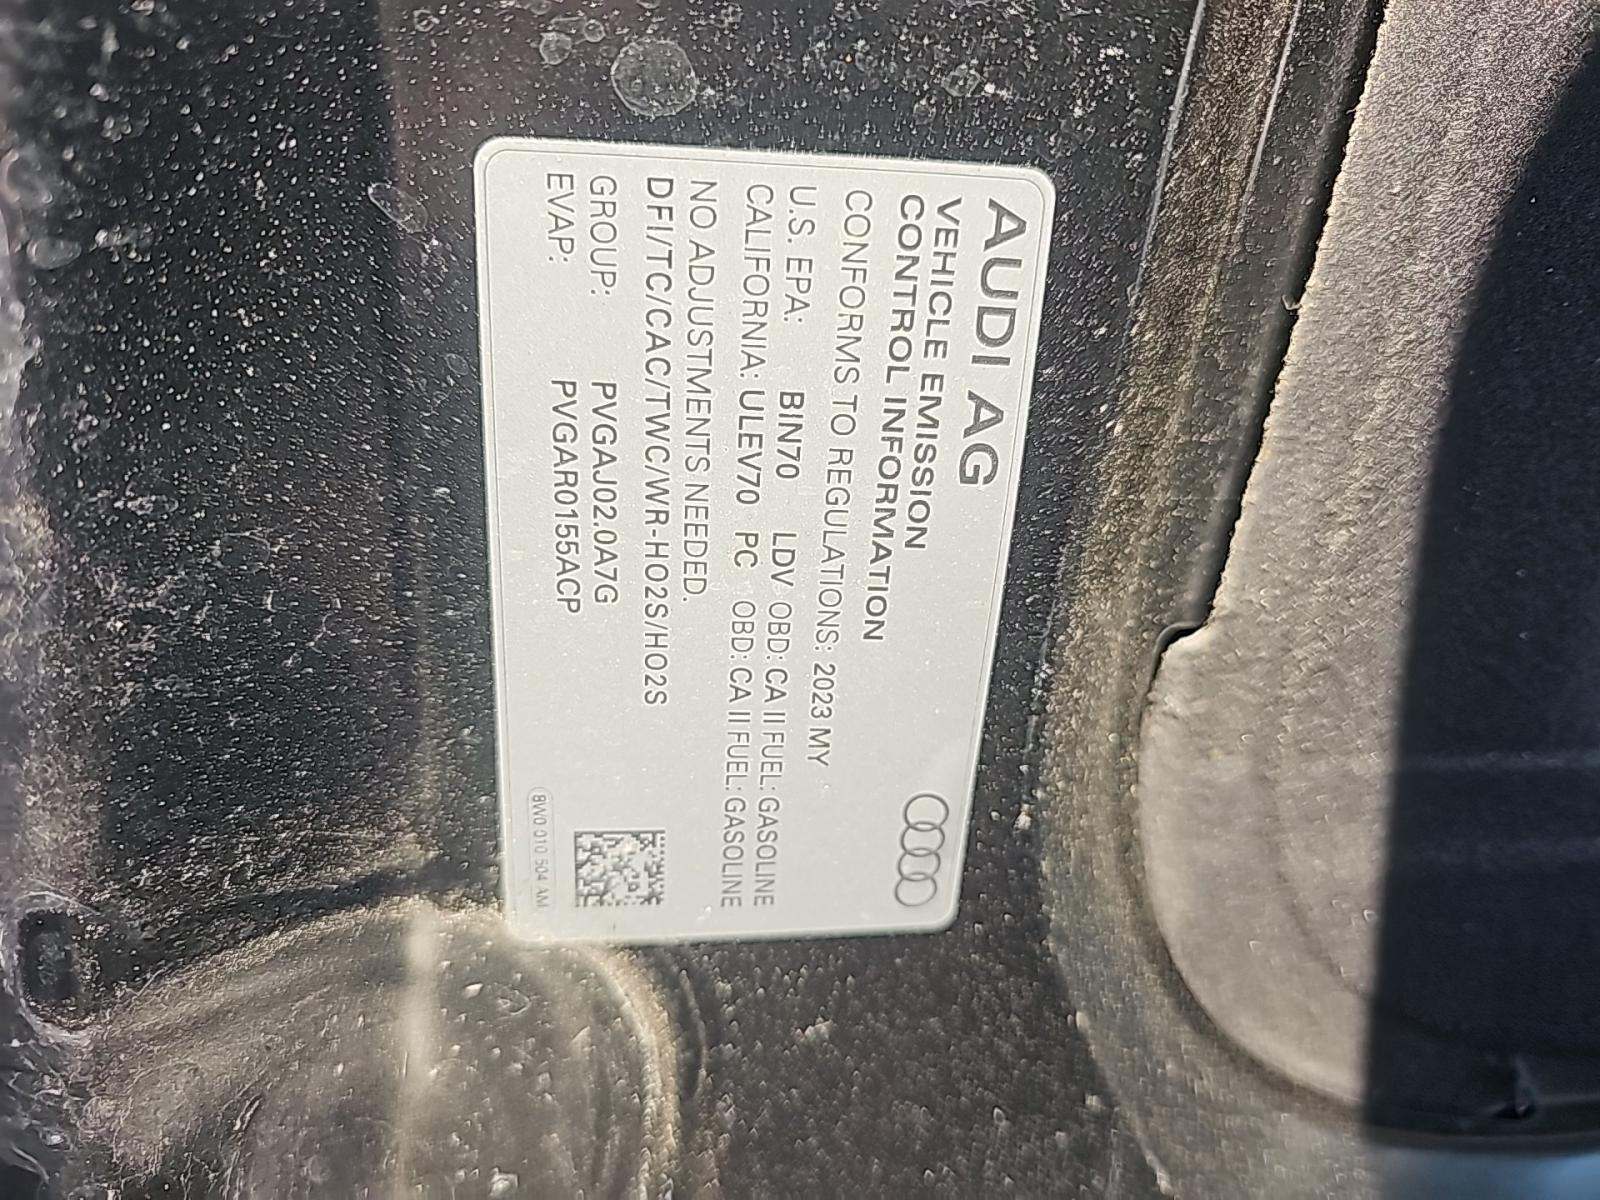 AUDI AG
VEHICLE EMISSION
CONTROL INFORMATION
CONFORMS TO REGULATIONS: 2023 MY
U.S. EPA: BIN70 LDV OBD: CA II FUEL: GASOLINE
CALIFORNIA: ULEV70 PC OBD: CA II FUEL: GASOLINE
NO ADJUSTMENTS NEEDED.
DFI/TC/CAC/TWC/WR-HO2S/HO2S
GROUP: PVGAJ02.0A7G
EVAP: PVGAR0155ACP
8W0 010 504 AM